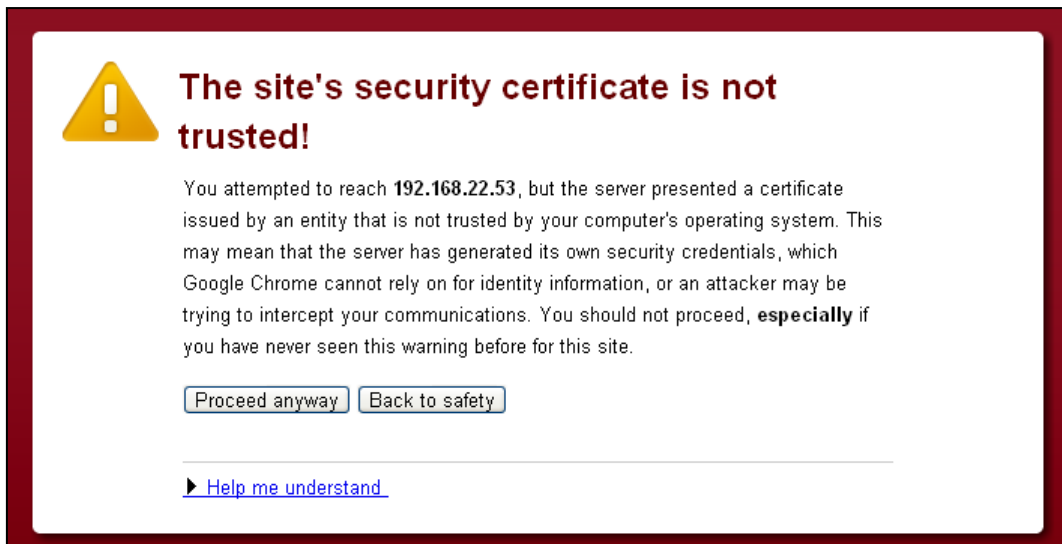 The site's security certificate is not
trusted!
You attempted to reach 192.168.22.53, but the server presented a certificate
issued by an entity that is not trusted by your computer's operating system. This
may mean that the server has generated its own security credentials, which
Google Chrome cannot rely on for identity information, or an attacker may be
trying to intercept your communications. You should not proceed, especially if
you have never seen this warning before for this site.
Proceed anyway Back to safety
Help me understand